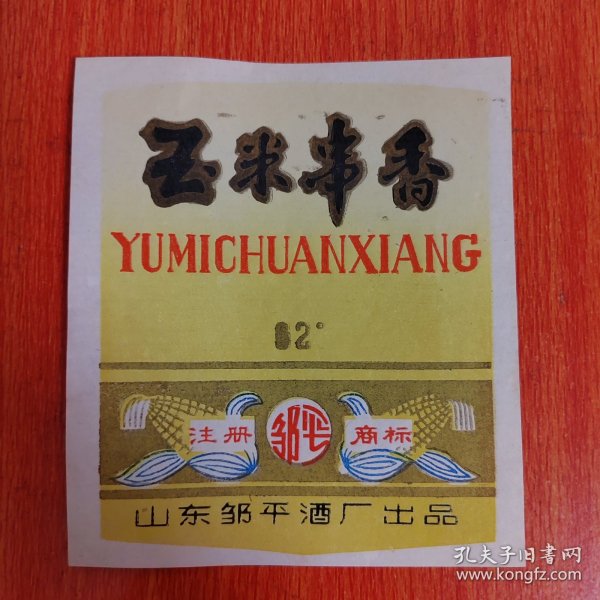 玉米串香
YUMICHUANXIANG
62°
注册 邹平 商标
山东邹平酒厂出品
孔夫子旧书网
www.kongfz.com